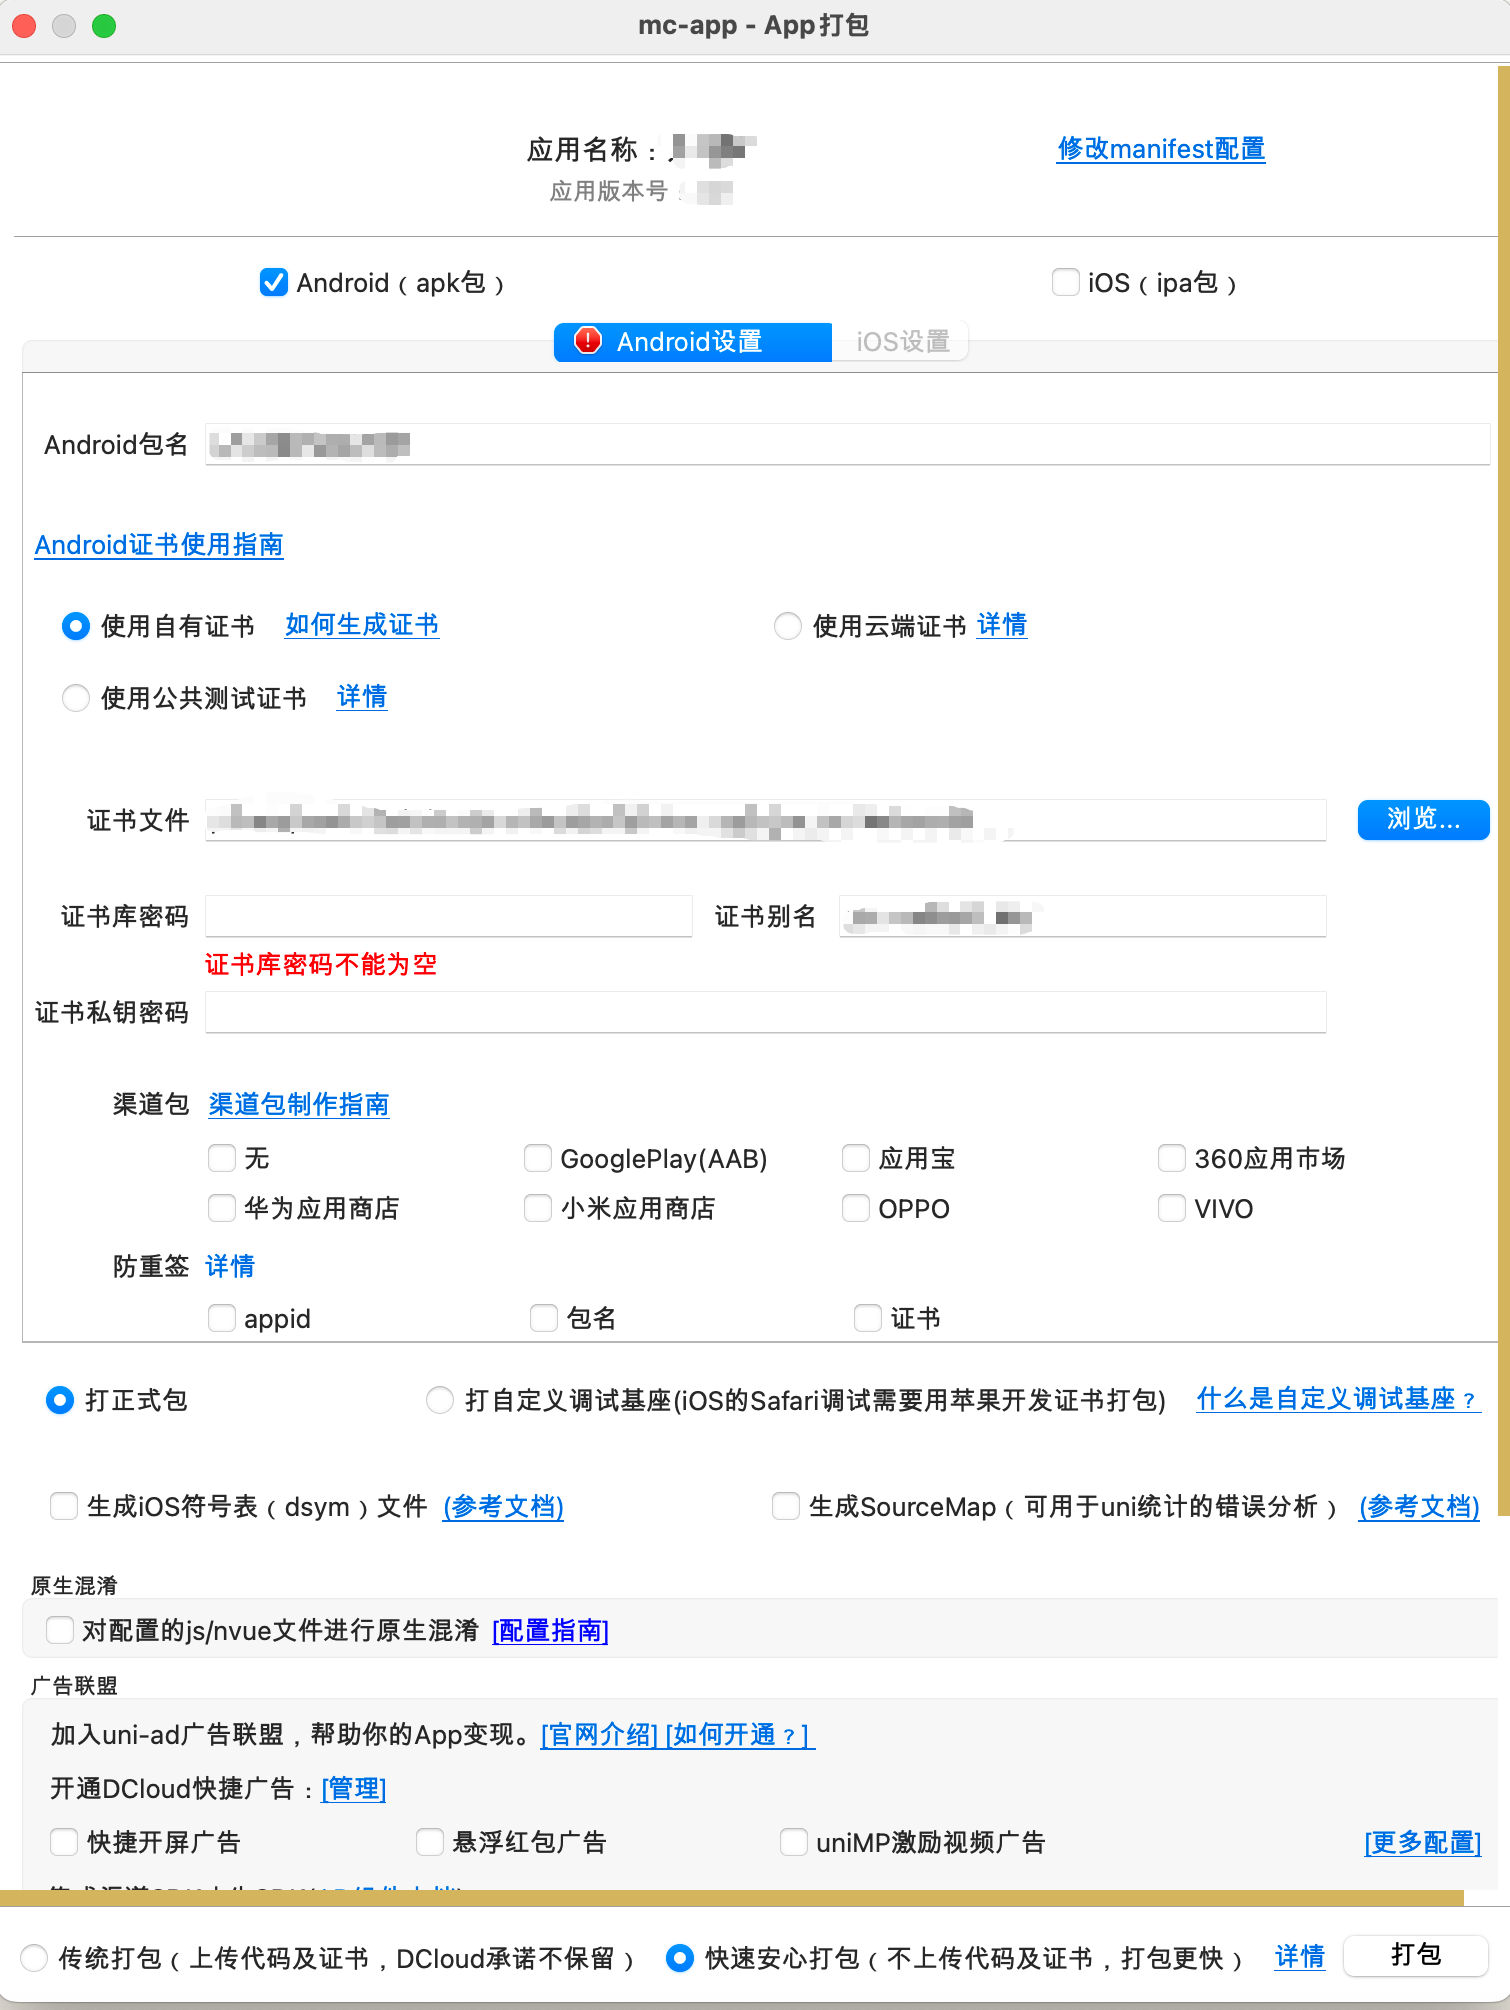 mc-app - App打包
应用名称：
修改manifest配置
应用版本号
Android（apk包）
iOS（ipa包）
Android设置
iOS设置
Android包名
Android证书使用指南
使用自有证书 如何生成证书
使用云端证书 详情
使用公共测试证书 详情
证书文件
浏览...
证书库密码
证书别名
证书库密码不能为空
证书私钥密码
渠道包 渠道包制作指南
无 GooglePlay(AAB) 应用宝 360应用市场
华为应用商店 小米应用商店 OPPO VIVO
防重签 详情
appid 包名 证书
打正式包 打自定义调试基座(iOS的Safari调试需要用苹果开发证书打包) 什么是自定义调试基座？
生成iOS符号表（dsym）文件 (参考文档) 生成SourceMap（可用于uni统计的错误分析） (参考文档)
原生混淆
对配置的js/nvue文件进行原生混淆 [配置指南]
广告联盟
加入uni-ad广告联盟，帮助你的App变现。[官网介绍] [如何开通？]
开通DCloud快捷广告：[管理]
快捷开屏广告 悬浮红包广告 uniMP激励视频广告 [更多配置]
传统打包（上传代码及证书，DCloud承诺不保留） 快速安心打包（不上传代码及证书，打包更快） 详情 打包